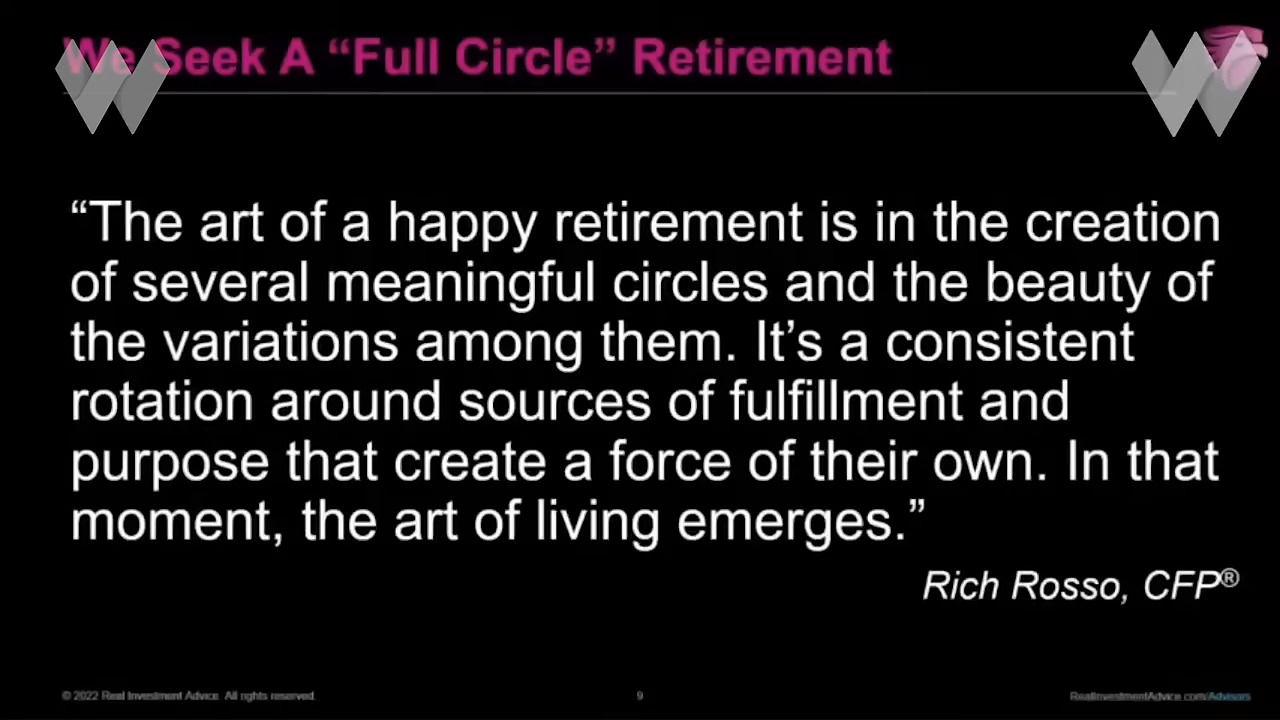 We Seek A “Full Circle” Retirement
“The art of a happy retirement is in the creation
of several meaningful circles and the beauty of
the variations among them. It’s a consistent
rotation around sources of fulfillment and
purpose that create a force of their own. In that
moment, the art of living emerges.”
Rich Rosso, CFP®
© 2022 Real Investment Advice. All rights reserved.
9
RealInvestmentAdvice.com/Advisors